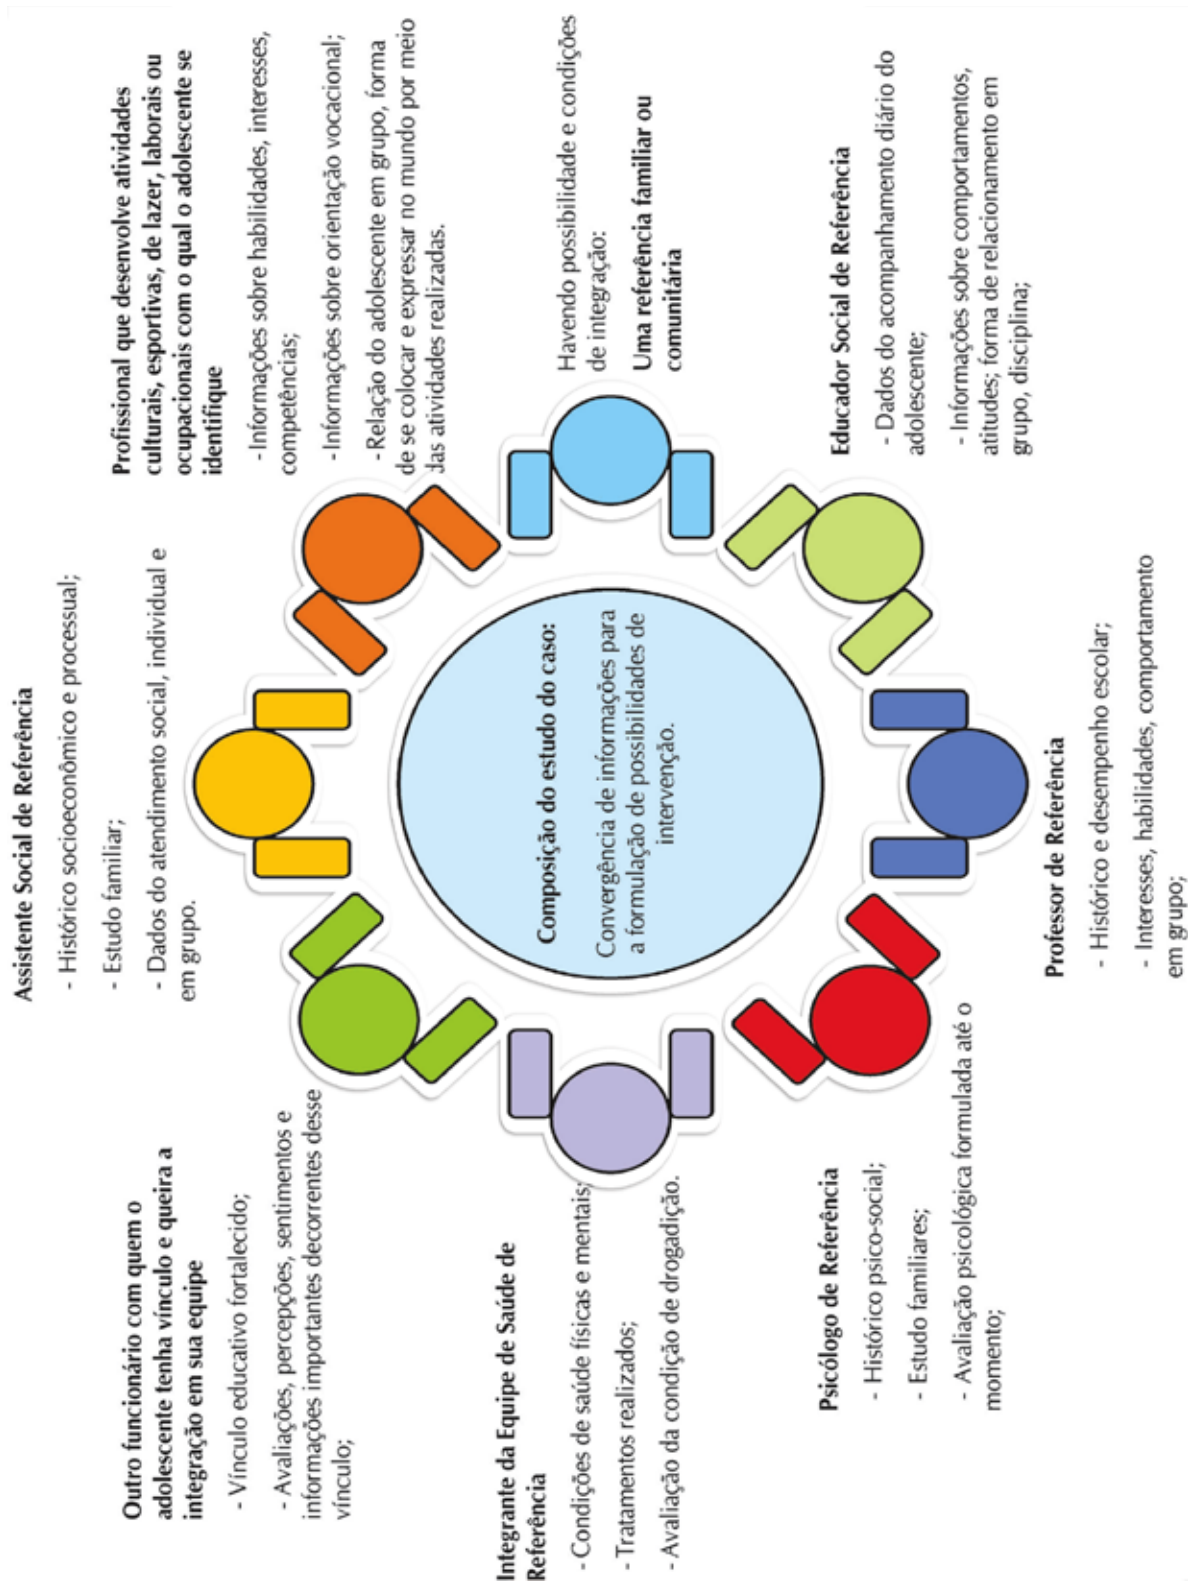 Assistente Social de Referência
- Histórico socioeconômico e processual;
- Estudo familiar;
- Dados do atendimento social, individual e
em grupo.
Profissional que desenvolve atividades
culturais, esportivas, de lazer, laborais ou
ocupacionais com o qual o adolescente se
identifique
- Informações sobre habilidades, interesses,
competências;
- Informações sobre orientação vocacional;
- Relação do adolescente em grupo, forma
de se colocar e expressar no mundo por meio
das atividades realizadas.
Havendo possibilidade e condições
de integração:
Uma referência familiar ou
comunitária
Educador Social de Referência
- Dados do acompanhamento diário do
adolescente;
- Informações sobre comportamentos,
atitudes; forma de relacionamento em
grupo, disciplina;
Professor de Referência
- Histórico e desempenho escolar;
- Interesses, habilidades, comportamento
em grupo;
Psicólogo de Referência
- Histórico psico-social;
- Estudo familiares;
- Avaliação psicológica formulada até o
momento;
Integrante da Equipe de Saúde de
Referência
- Condições de saúde físicas e mentais;
- Tratamentos realizados;
- Avaliação da condição de drogadição.
Outro funcionário com quem o
adolescente tenha vínculo e queira a
integração em sua equipe
- Vínculo educativo fortalecido;
- Avaliações, percepções, sentimentos e
informações importantes decorrentes desse
vínculo;
Composição do estudo do caso:
Convergência de informações para
a formulação de possibilidades de
intervenção.